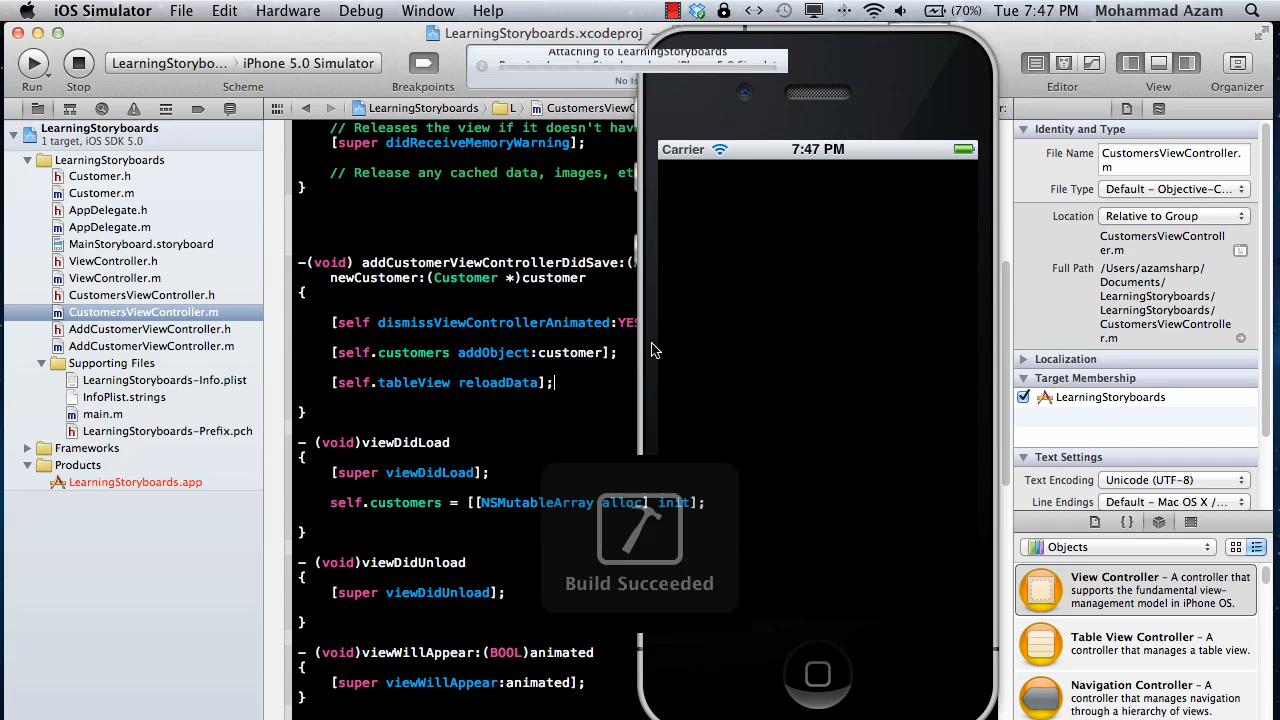 iOS Simulator File Edit Hardware Debug Window Help (70%) Tue 7:47 PM Mohammad Azam
LearningStoryboards.xcodeproj
Run Stop LearningStorybo... iPhone 5.0 Simulator Scheme Breakpoints
Attaching to LearningStoryboards
No Is
Editor View Organizer
LearningStoryboards
1 target, iOS SDK 5.0
LearningStoryboards
Customer.h
Customer.m
AppDelegate.h
AppDelegate.m
MainStoryboard.storyboard
ViewController.h
ViewController.m
CustomersViewController.h
CustomersViewController.m
AddCustomerViewController.h
AddCustomerViewController.m
Supporting Files
LearningStoryboards-Info.plist
InfoPlist.strings
main.m
LearningStoryboards-Prefix.pch
Frameworks
Products
LearningStoryboards.app
LearningStoryboards L CustomersViewC
// Releases the view if it doesn't hav
[super didReceiveMemoryWarning];
// Release any cached data, images, et
}
-(void) addCustomerViewControllerDidSave:(
newCustomer:(Customer *)customer
{
[self dismissViewControllerAnimated:YES
[self.customers addObject:customer];
[self.tableView reloadData];
}
- (void)viewDidLoad
{
[super viewDidLoad];
self.customers = [[NSMutableArray alloc] init];
}
- (void)viewDidUnload
{
[super viewDidUnload];
}
- (void)viewWillAppear:(BOOL)animated
{
[super viewWillAppear:animated];
}
Carrier 7:47 PM
Build Succeeded
Identity and Type
File Name CustomersViewController.
m
File Type Default - Objective-C...
Location Relative to Group
CustomersViewControll
er.m
Full Path /Users/azamsharp/
Documents/
LearningStoryboards/
LearningStoryboards/
CustomersViewControlle
r.m
Localization
Target Membership
LearningStoryboards
Text Settings
Text Encoding Unicode (UTF-8)
Line Endings Default - Mac OS X /...
{}
Objects
View Controller - A controller that
supports the fundamental view-
management model in iPhone OS.
Table View Controller - A
controller that manages a table view.
Navigation Controller - A
controller that manages navigation
through a hierarchy of views.